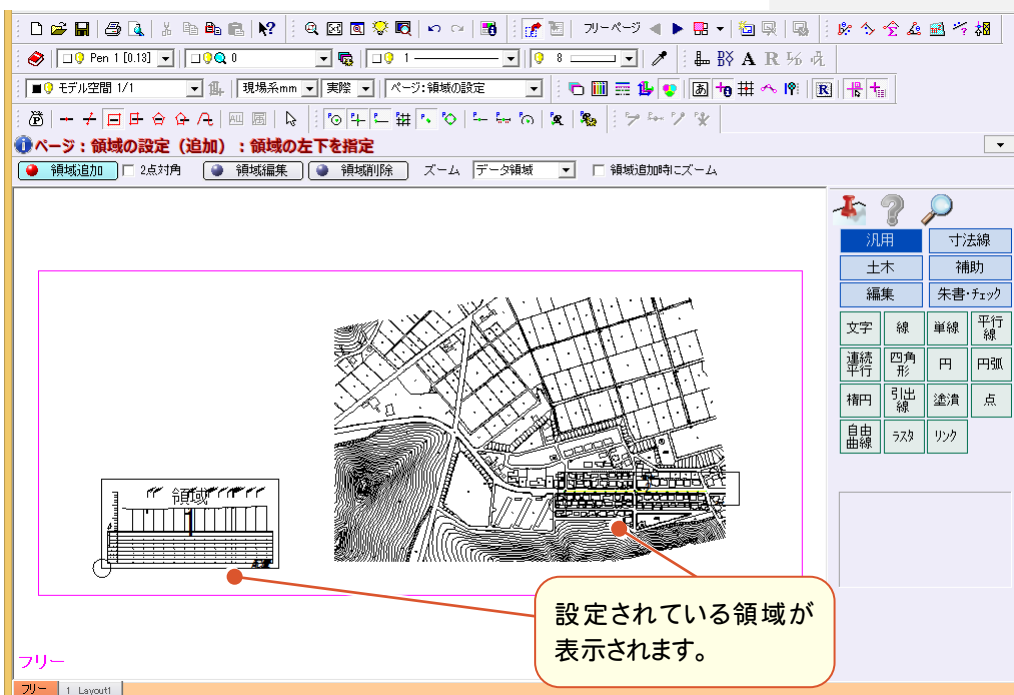 フリーページ
Pen 1 [0.13]
0
1
8
モデル空間 1/1
現場系mm
実際
ページ:領域の設定
ページ：領域の設定（追加）：領域の左下を指定
領域追加
2点対角
領域編集
領域削除
ズーム
データ領域
領域追加時にズーム
汎用
寸法線
土木
補助
編集
朱書・チェック
文字
線
単線
平行
線
連続
平行
四角
形
円
円弧
楕円
引出
線
塗潰
点
自由
曲線
ラスタ
リンク
領域
設定されている領域が
表示されます。
フリー
フリー
1 Layout1